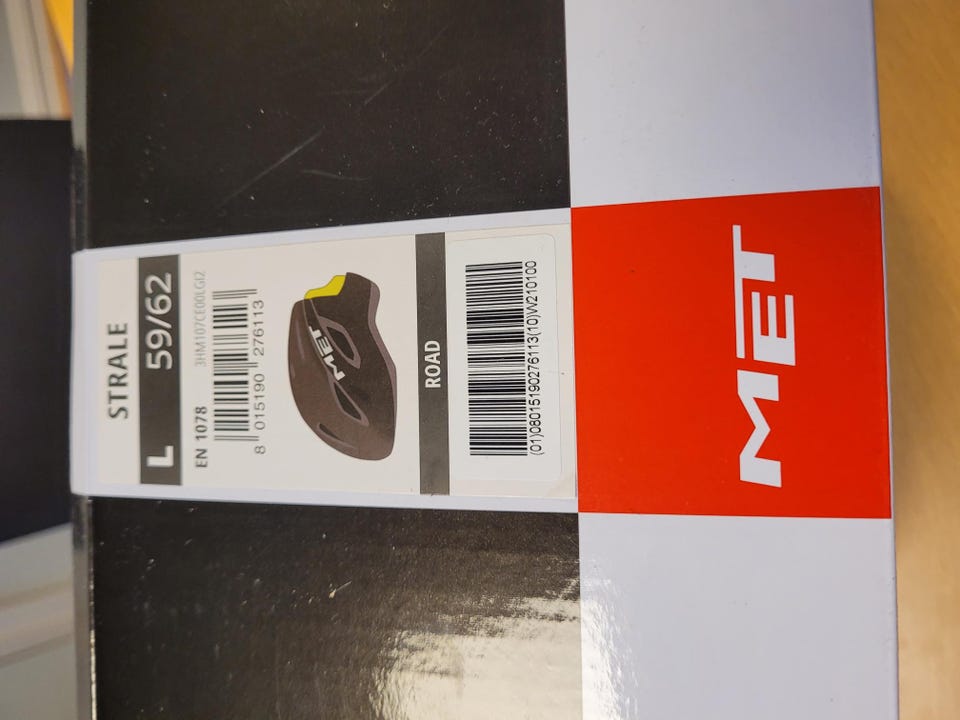 STRALE
L 59/62
EN 1078 3HM107CE00LGI2
8 015190 276113
MET
ROAD
(01)08015190276113(10)W210100
MET